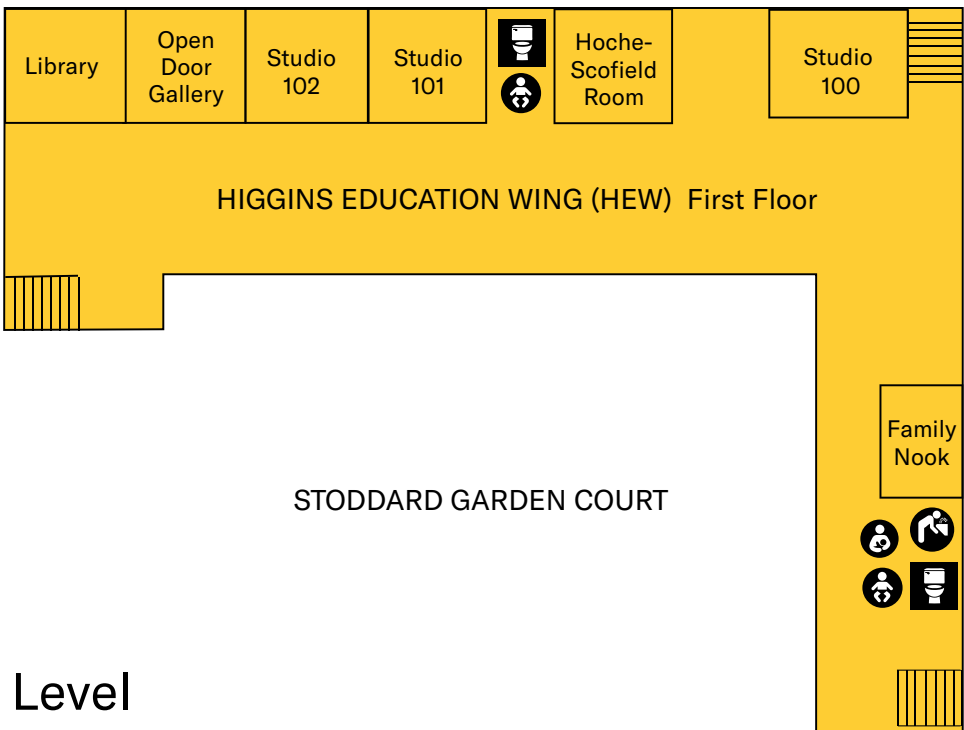 Library
Open
Door
Gallery
Studio
102
Studio
101
Hoche-
Scofield
Room
Studio
100
HIGGINS EDUCATION WING (HEW) First Floor
Family
Nook
STODDARD GARDEN COURT
Level